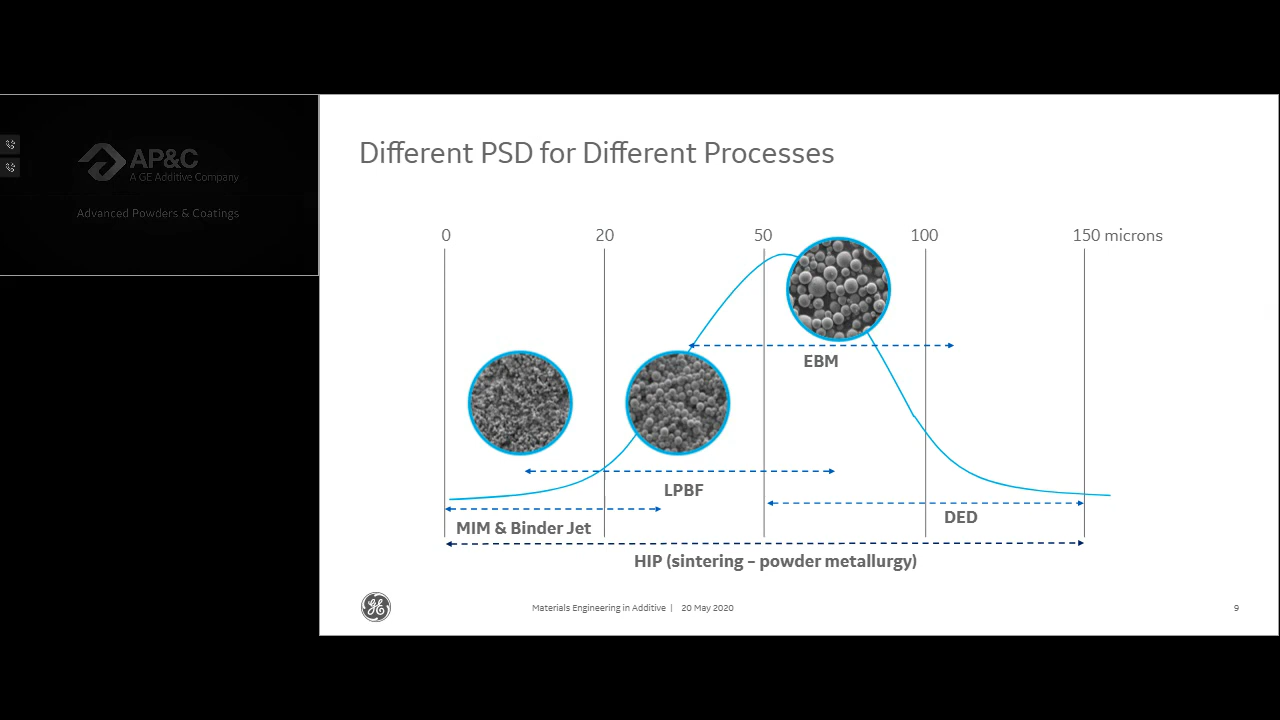 AP&C
A GE Additive Company
Advanced Powders & Coatings
Different PSD for Different Processes
0 20 50 100 150 microns
EBM
LPBF
DED
MIM & Binder Jet
HIP (sintering – powder metallurgy)
Materials Engineering in Additive | 20 May 2020
9